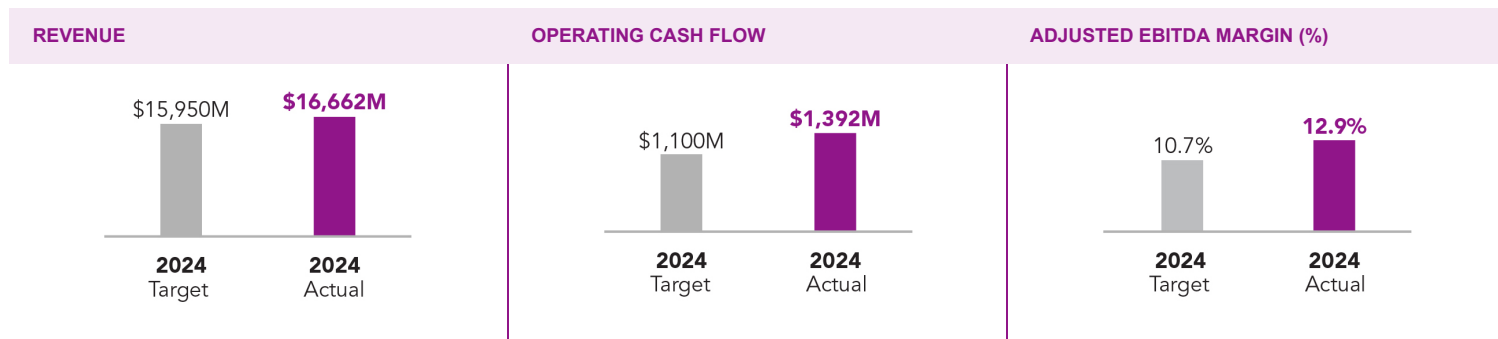 REVENUE
$15,950M
$16,662M
2024
Target
2024
Actual
OPERATING CASH FLOW
$1,100M
$1,392M
2024
Target
2024
Actual
ADJUSTED EBITDA MARGIN (%)
10.7%
12.9%
2024
Target
2024
Actual